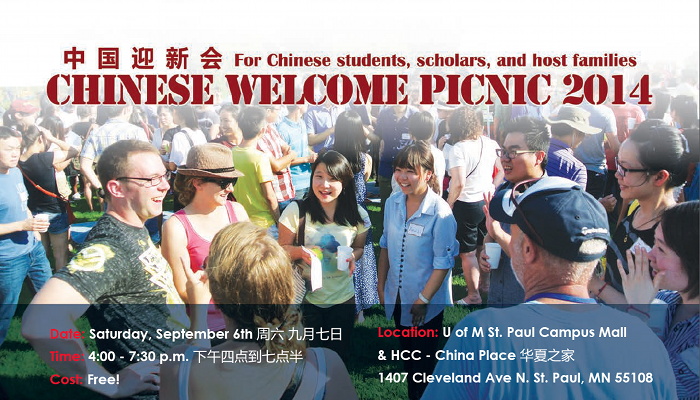 中国迎新会 For Chinese students, scholars, and host families
CHINESE WELCOME PICNIC 2014
Date: Saturday, September 6th 周六 九月七日
Time: 4:00 - 7:30 p.m. 下午四点到七点半
Cost: Free!
Location: U of M St. Paul Campus Mall
& HCC - China Place 华夏之家
1407 Cleveland Ave N. St. Paul, MN 55108